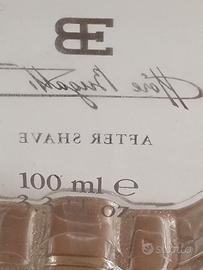 EB
Ettore Bugatti
AFTER SHAVE
100 ml ℮
subito